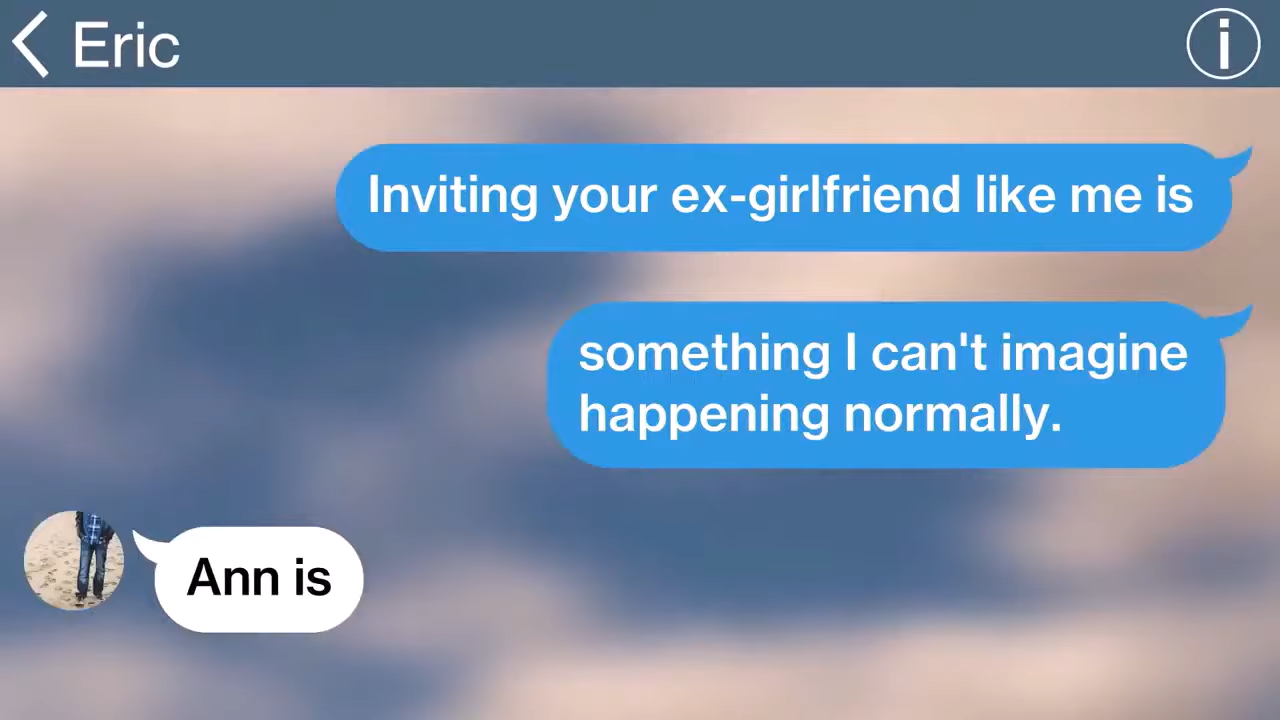 Eric
Inviting your ex-girlfriend like me is
something I can't imagine
happening normally.
Ann is